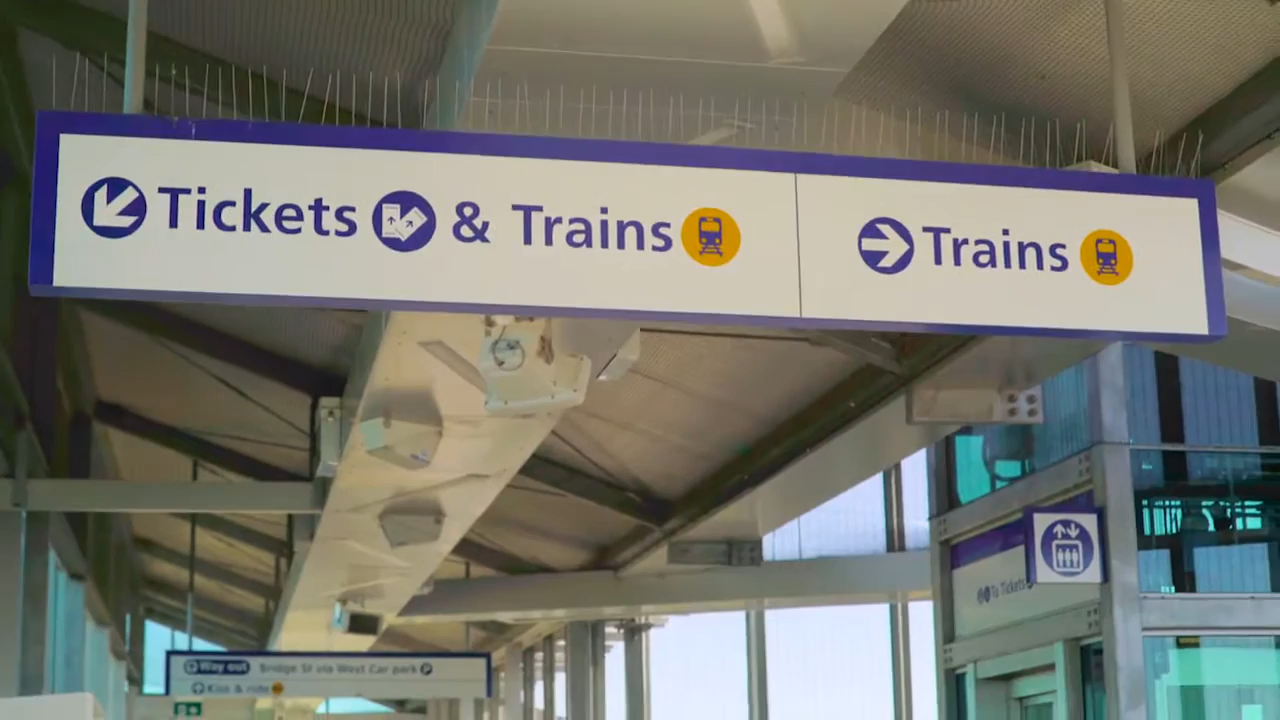 Tickets & Trains
Trains
To Tickets
Way out Bridge St via West Car park P
Kiss & ride